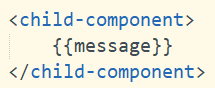 <child-component>
    {{message}}
</child-component>